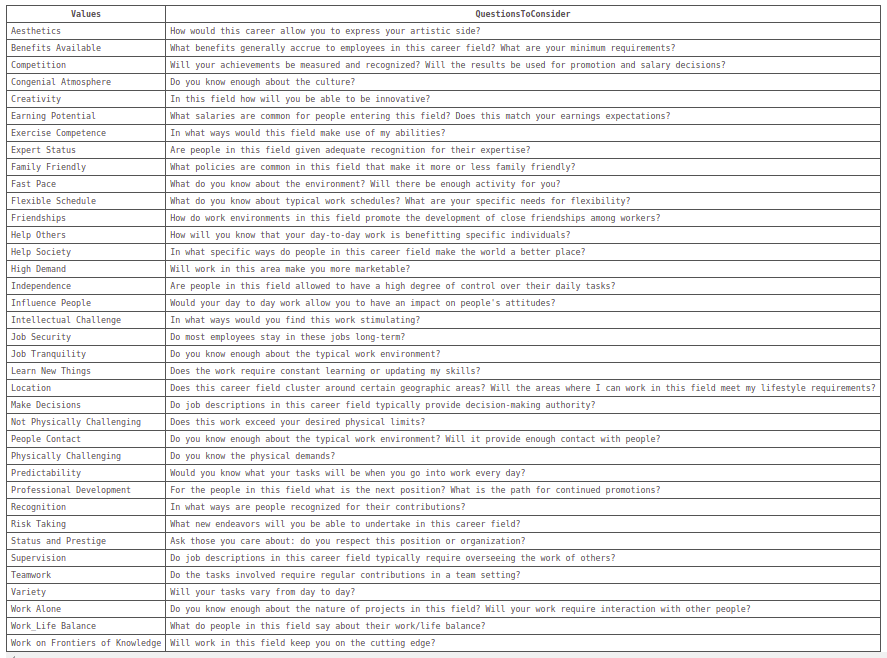 Values QuestionsToConsider
Aesthetics How would this career allow you to express your artistic side?
Benefits Available What benefits generally accrue to employees in this career field? What are your minimum requirements?
Competition Will your achievements be measured and recognized? Will the results be used for promotion and salary decisions?
Congenial Atmosphere Do you know enough about the culture?
Creativity In this field how will you be able to be innovative?
Earning Potential What salaries are common for people entering this field? Does this match your earnings expectations?
Exercise Competence In what ways would this field make use of my abilities?
Expert Status Are people in this field given adequate recognition for their expertise?
Family Friendly What policies are common in this field that make it more or less family friendly?
Fast Pace What do you know about the environment? Will there be enough activity for you?
Flexible Schedule What do you know about typical work schedules? What are your specific needs for flexibility?
Friendships How do work environments in this field promote the development of close friendships among workers?
Help Others How will you know that your day-to-day work is benefitting specific individuals?
Help Society In what specific ways do people in this career field make the world a better place?
High Demand Will work in this area make you more marketable?
Independence Are people in this field allowed to have a high degree of control over their daily tasks?
Influence People Would your day to day work allow you to have an impact on people's attitudes?
Intellectual Challenge In what ways would you find this work stimulating?
Job Security Do most employees stay in these jobs long-term?
Job Tranquility Do you know enough about the typical work environment?
Learn New Things Does the work require constant learning or updating my skills?
Location Does this career field cluster around certain geographic areas? Will the areas where I can work in this field meet my lifestyle requirements?
Make Decisions Do job descriptions in this career field typically provide decision-making authority?
Not Physically Challenging Does this work exceed your desired physical limits?
People Contact Do you know enough about the typical work environment? Will it provide enough contact with people?
Physically Challenging Do you know the physical demands?
Predictability Would you know what your tasks will be when you go into work every day?
Professional Development For the people in this field what is the next position? What is the path for continued promotions?
Recognition In what ways are people recognized for their contributions?
Risk Taking What new endeavors will you be able to undertake in this career field?
Status and Prestige Ask those you care about: do you respect this position or organization?
Supervision Do job descriptions in this career field typically require overseeing the work of others?
Teamwork Do the tasks involved require regular contributions in a team setting?
Variety Will your tasks vary from day to day?
Work Alone Do you know enough about the nature of projects in this field? Will your work require interaction with other people?
Work_Life Balance What do people in this field say about their work/life balance?
Work on Frontiers of Knowledge Will work in this field keep you on the cutting edge?